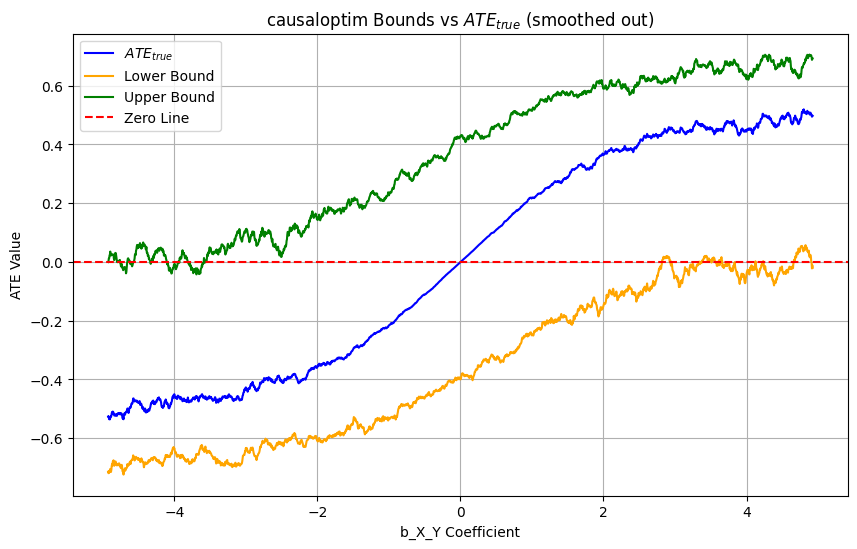 causaloptim Bounds vs ATE_true (smoothed out)
ATE_true
Lower Bound
Upper Bound
Zero Line
ATE Value
0.6
0.4
0.2
0.0
−0.2
−0.4
−0.6
−4
−2
0
2
4
b_X_Y Coefficient